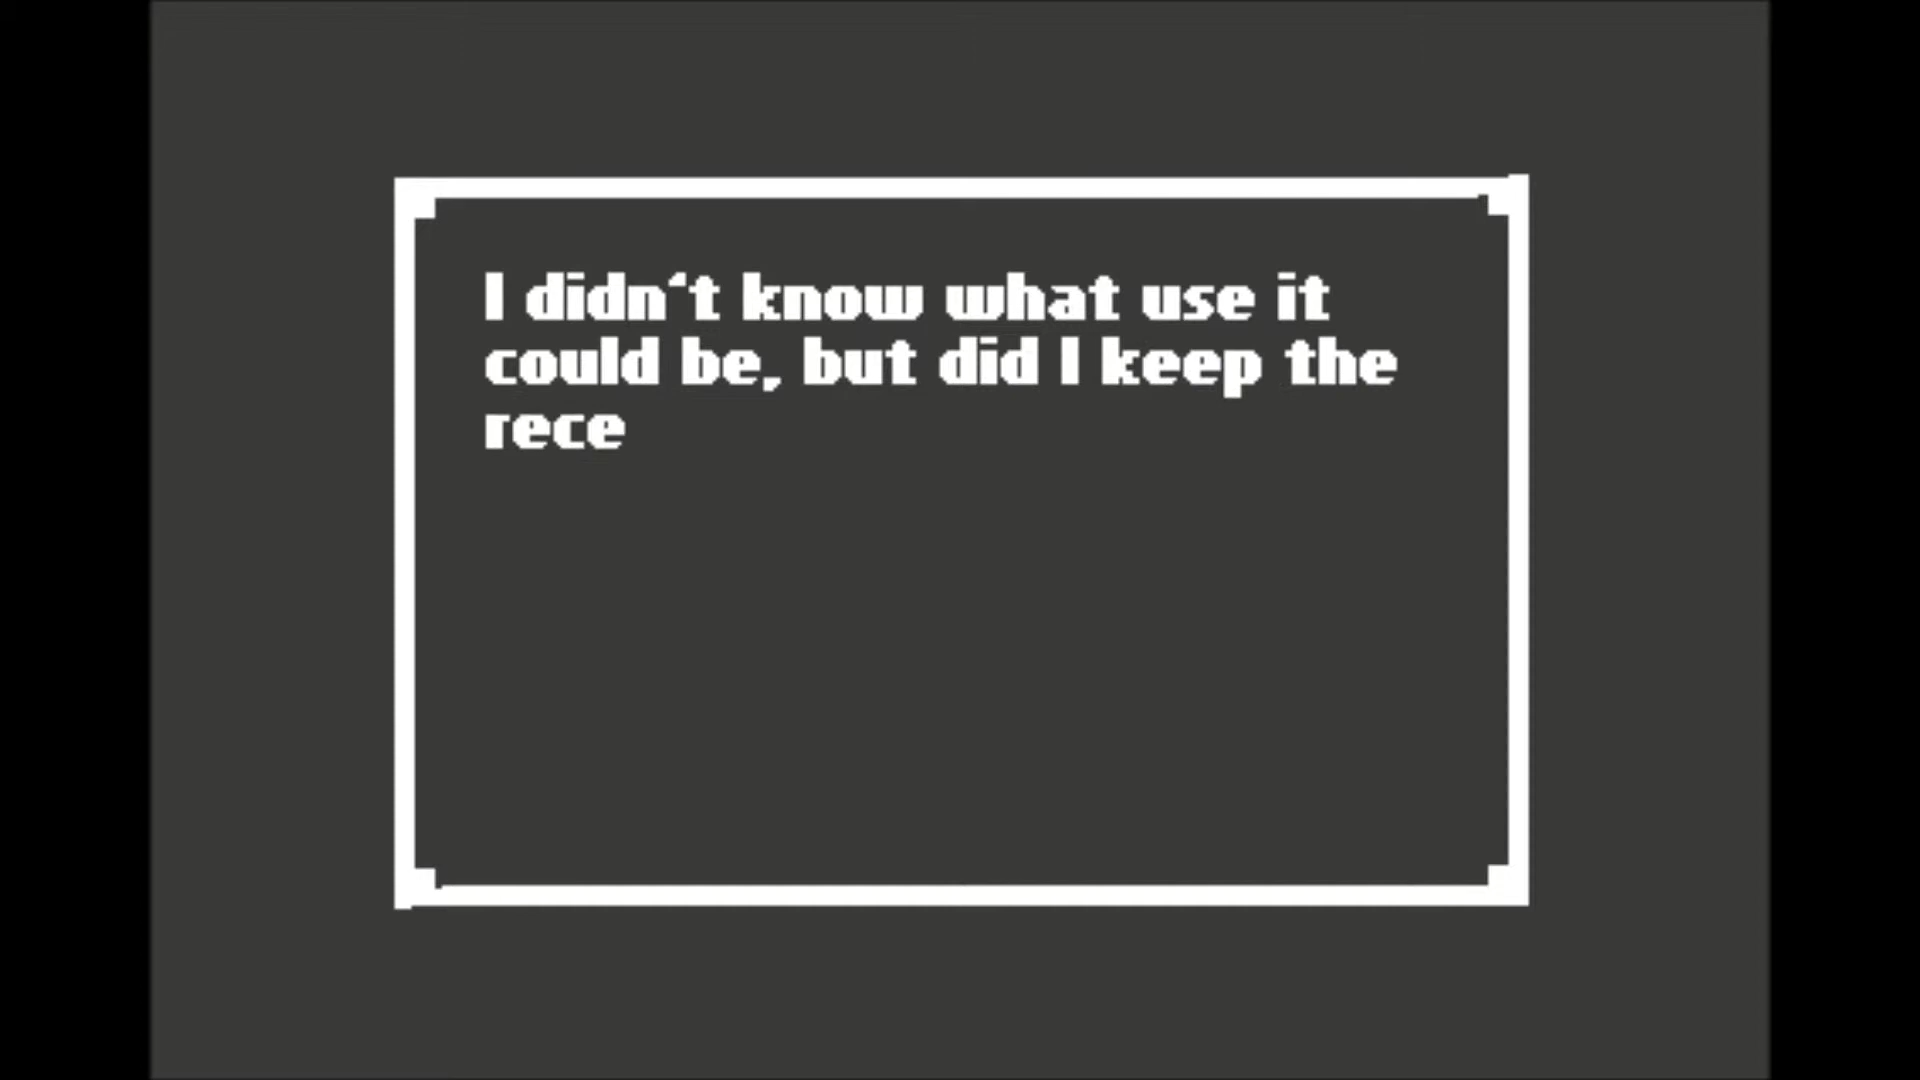 I didn't know what use it
could be, but did I keep the
rece